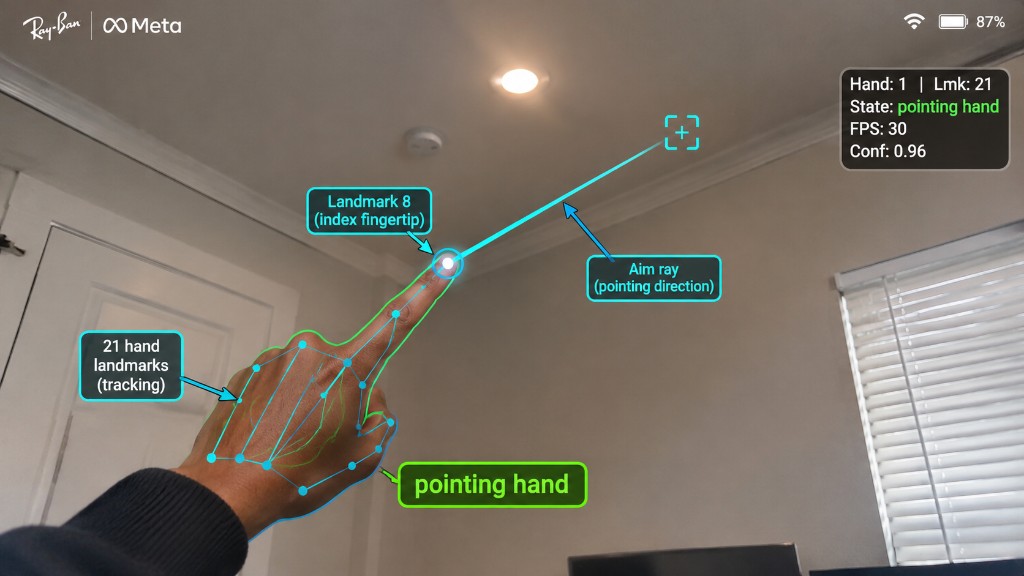 Ray-Ban | Meta
87%
Hand: 1 | Lmk: 21
State: pointing hand
FPS: 30
Conf: 0.96
Landmark 8
(index fingertip)
Aim ray
(pointing direction)
21 hand
landmarks
(tracking)
pointing hand